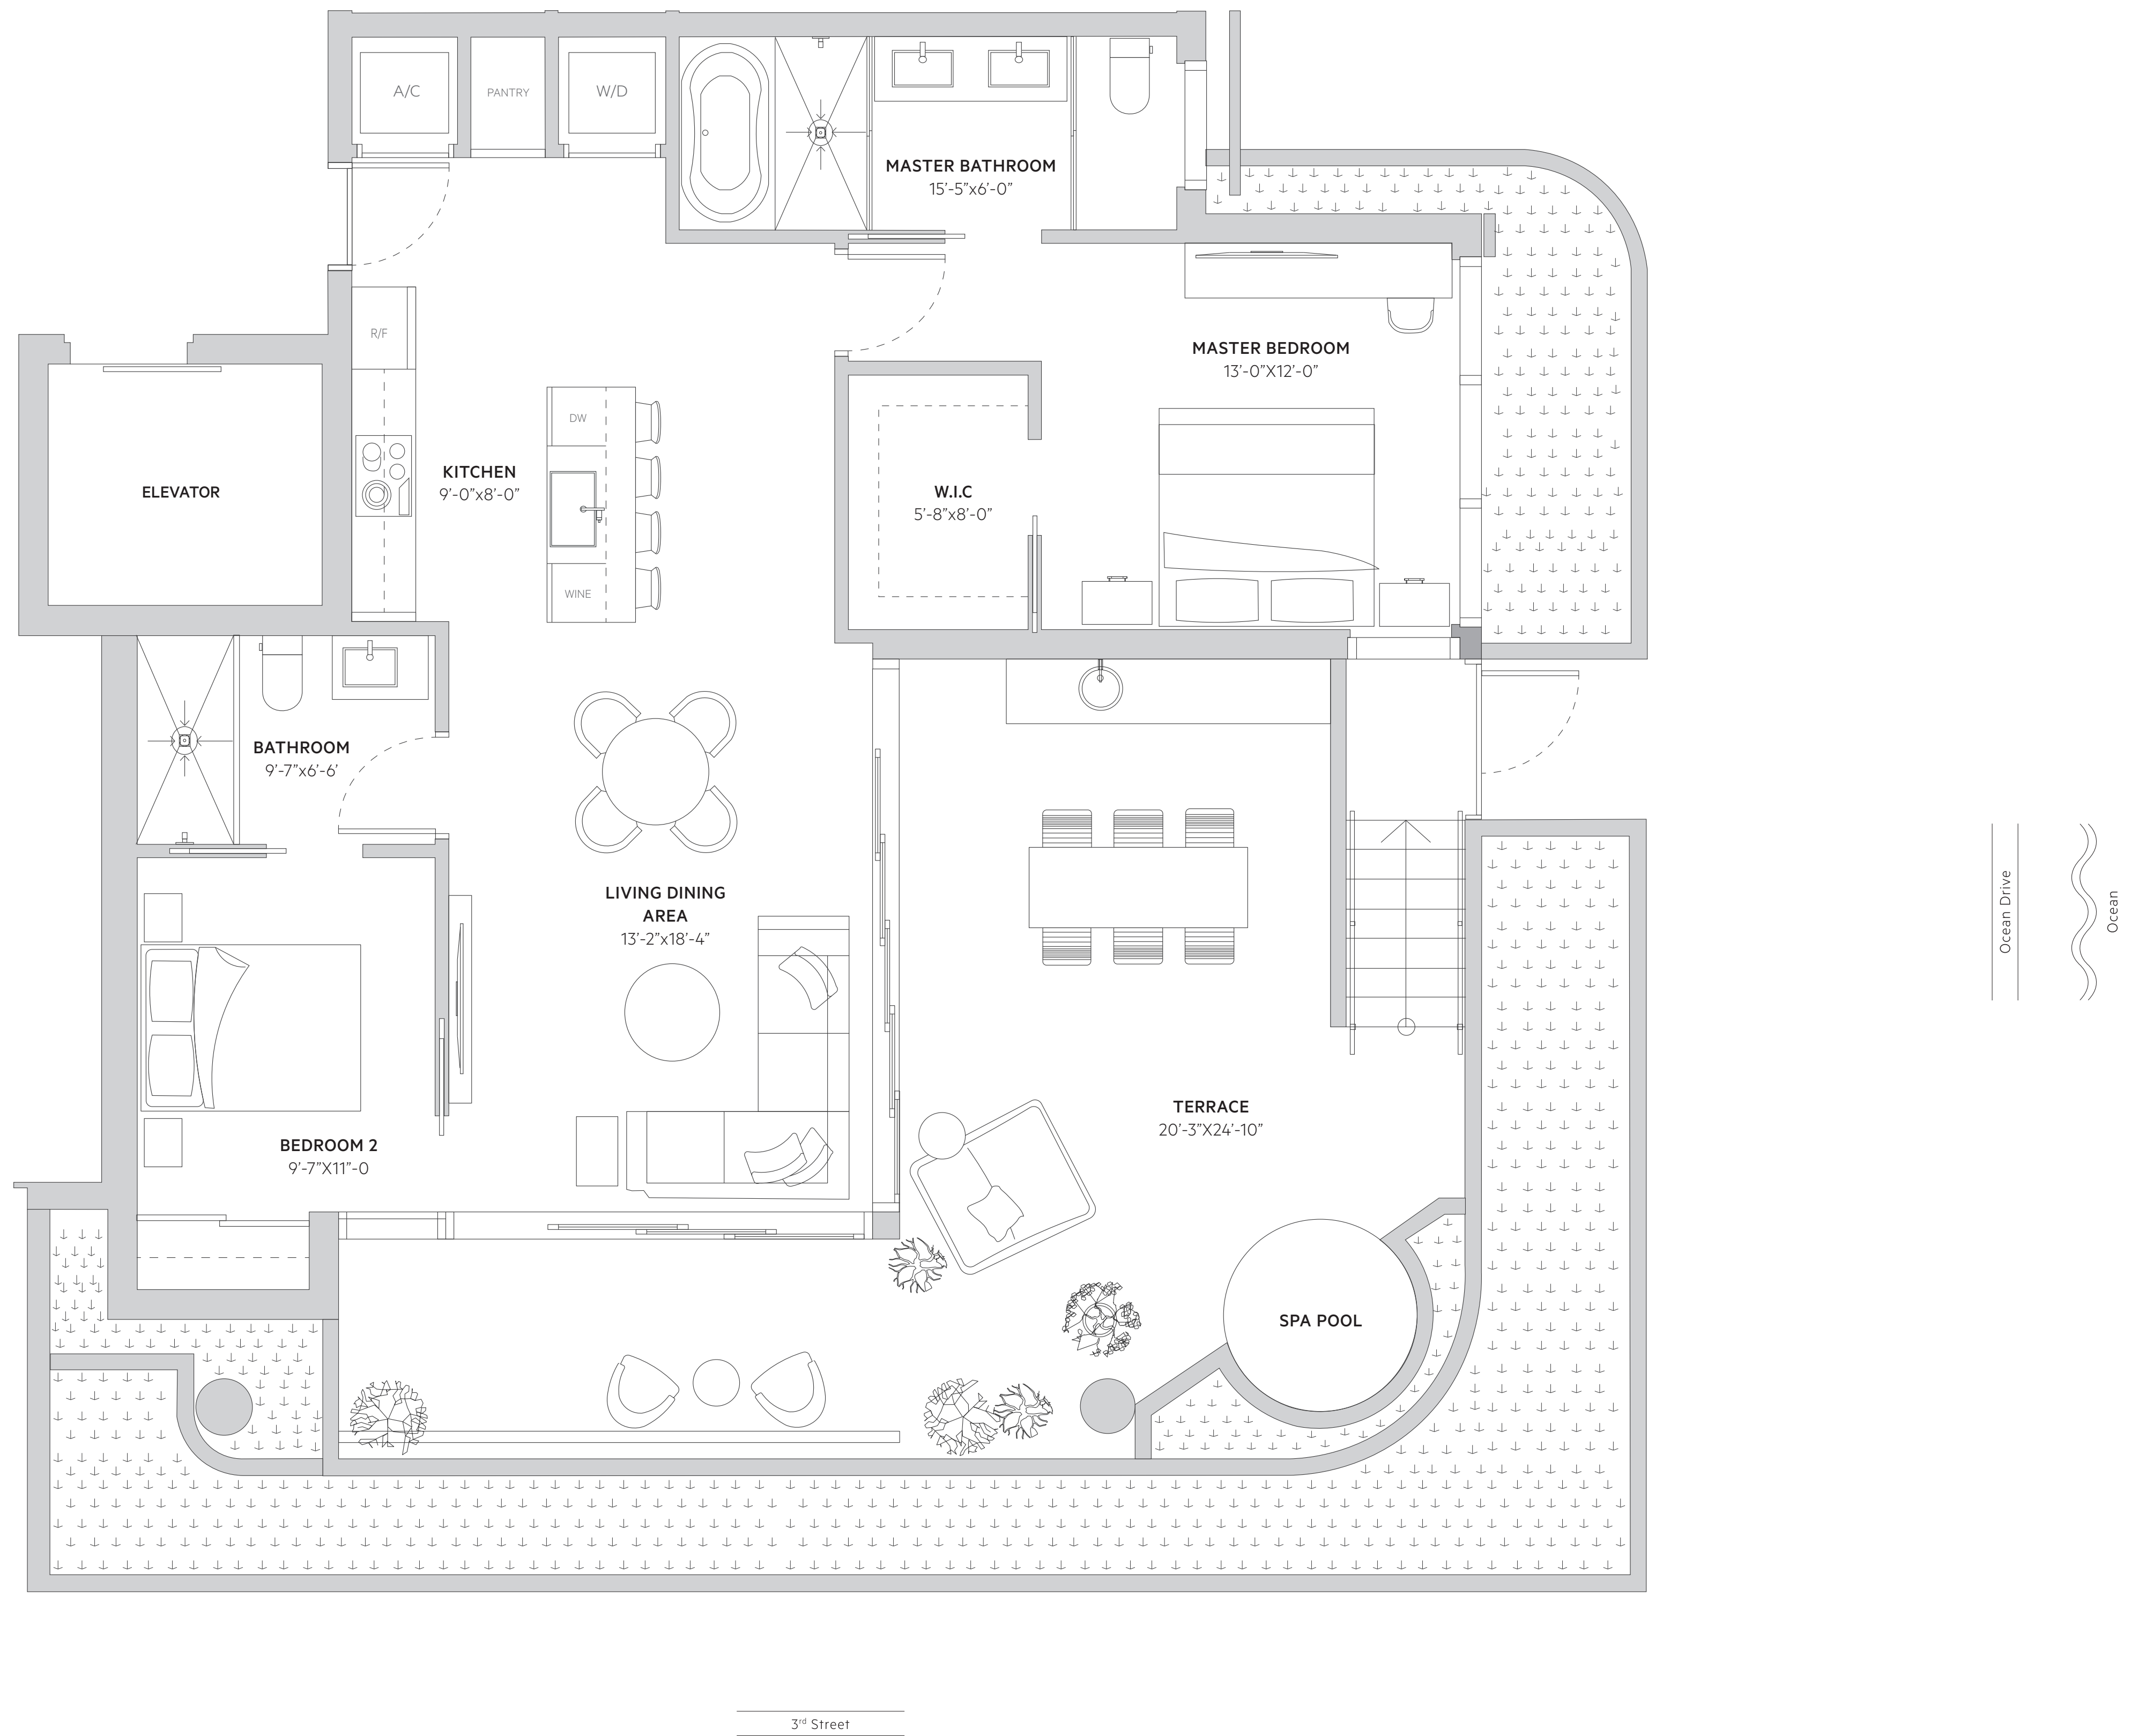 A/C
PANTRY
W/D
MASTER BATHROOM
15’-5”x6’-0”
R/F
MASTER BEDROOM
13’-0”X12’-0”
DW
KITCHEN
9’-0”x8’-0”
ELEVATOR
W.I.C
5’-8”x8’-0”
WINE
BATHROOM
9’-7”x6’-6’
LIVING DINING
AREA
13’-2”x18’-4”
Ocean Drive
Ocean
TERRACE
20’-3”X24’-10”
BEDROOM 2
9’-7”X11”-0
SPA POOL
3rd Street